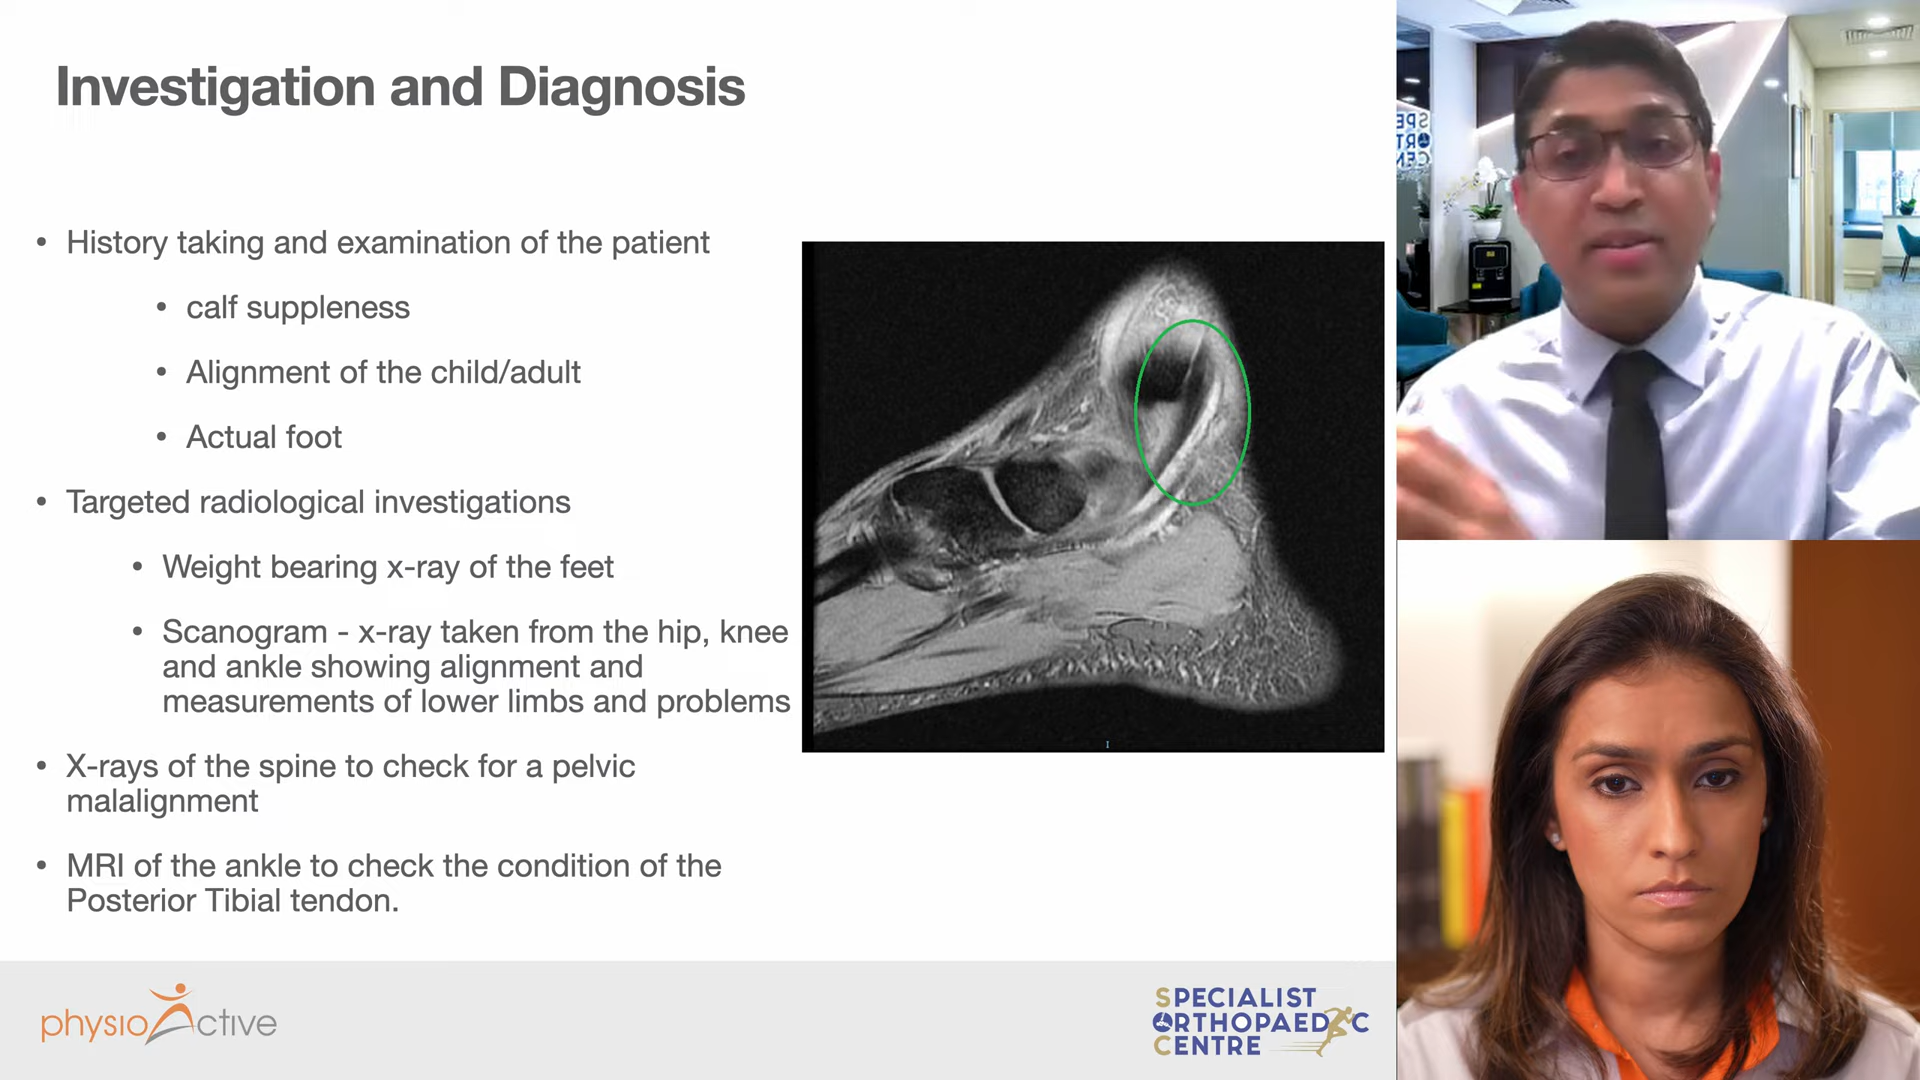 Investigation and Diagnosis
• History taking and examination of the patient
• calf suppleness
• Alignment of the child/adult
• Actual foot
• Targeted radiological investigations
• Weight bearing x-ray of the feet
• Scanogram - x-ray taken from the hip, knee
and ankle showing alignment and
measurements of lower limbs and problems
• X-rays of the spine to check for a pelvic
malalignment
• MRI of the ankle to check the condition of the
Posterior Tibial tendon.
physioActive
SPECIALIST
ORTHOPAEDIC
CENTRE
SPE
ORT
CEN